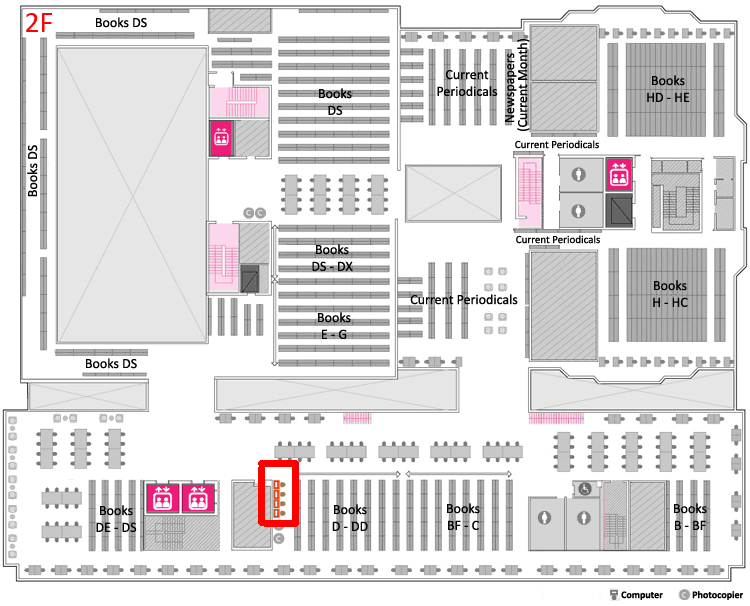 2F
Books DS
Books
DS
Current
Periodicals
Newspapers
(Current Month)
Books
HD - HE
Current Periodicals
Books DS
C C
Current Periodicals
Books
DS - DX
Current Periodicals
Books
H - HC
Books
E - G
Books DS
Books
DE - DS
Books
D - DD
Books
BF - C
Books
B - BF
C
C
Computer
C Photocopier